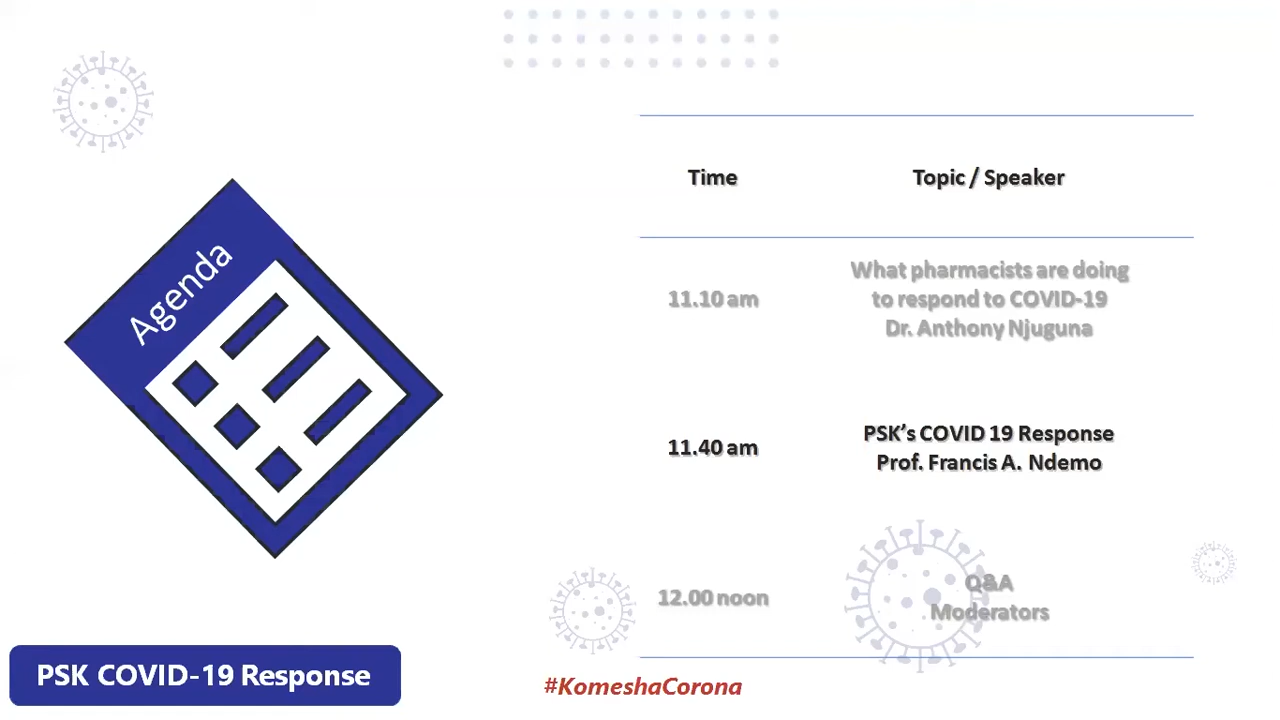 Agenda
Time
Topic / Speaker
11.10 am
What pharmacists are doing
to respond to COVID-19
Dr. Anthony Njuguna
11.40 am
PSK’s COVID 19 Response
Prof. Francis A. Ndemo
12.00 noon
Q&A
Moderators
PSK COVID-19 Response
#KomeshaCorona